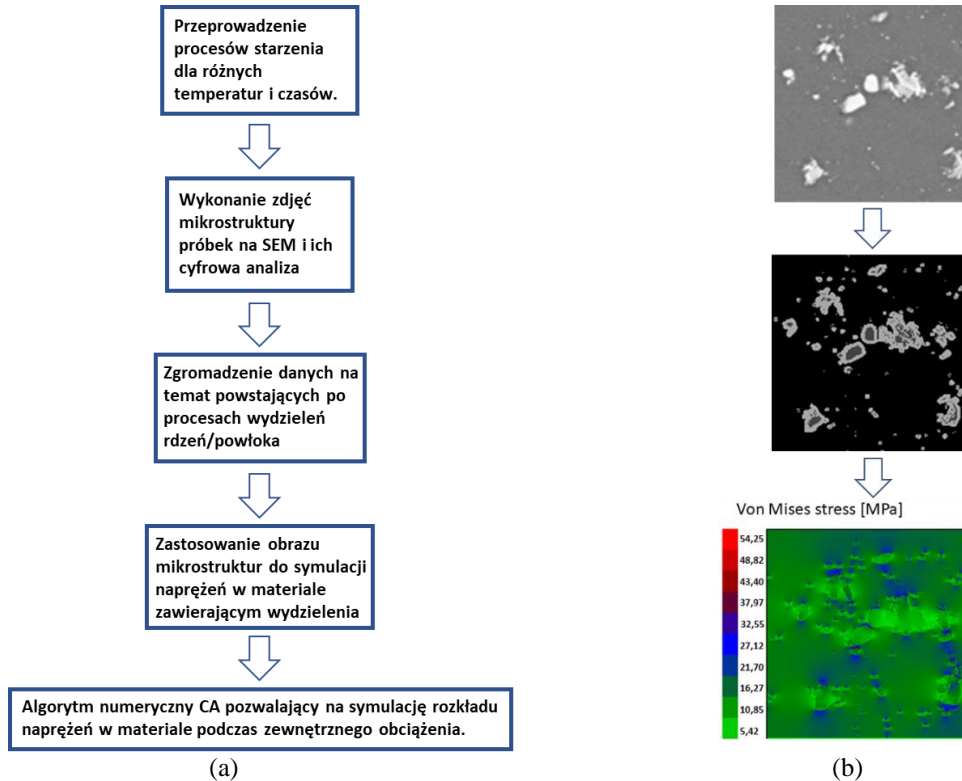 Przeprowadzenie
procesów starzenia
dla różnych
temperatur i czasów.
Wykonanie zdjęć
mikrostruktury
próbek na SEM i ich
cyfrowa analiza
Zgromadzenie danych na
temat powstających po
procesach wydzieleń
rdzeń/powłoka
Zastosowanie obrazu
mikrostruktur do symulacji
naprężeń w materiale
zawierającym wydzielenia
Algorytm numeryczny CA pozwalający na symulację rozkładu
naprężeń w materiale podczas zewnętrznego obciążenia.
(a)
Von Mises stress [MPa]
54,25
48,82
43,40
37,97
32,55
27,12
21,70
16,27
10,85
5,42
(b)